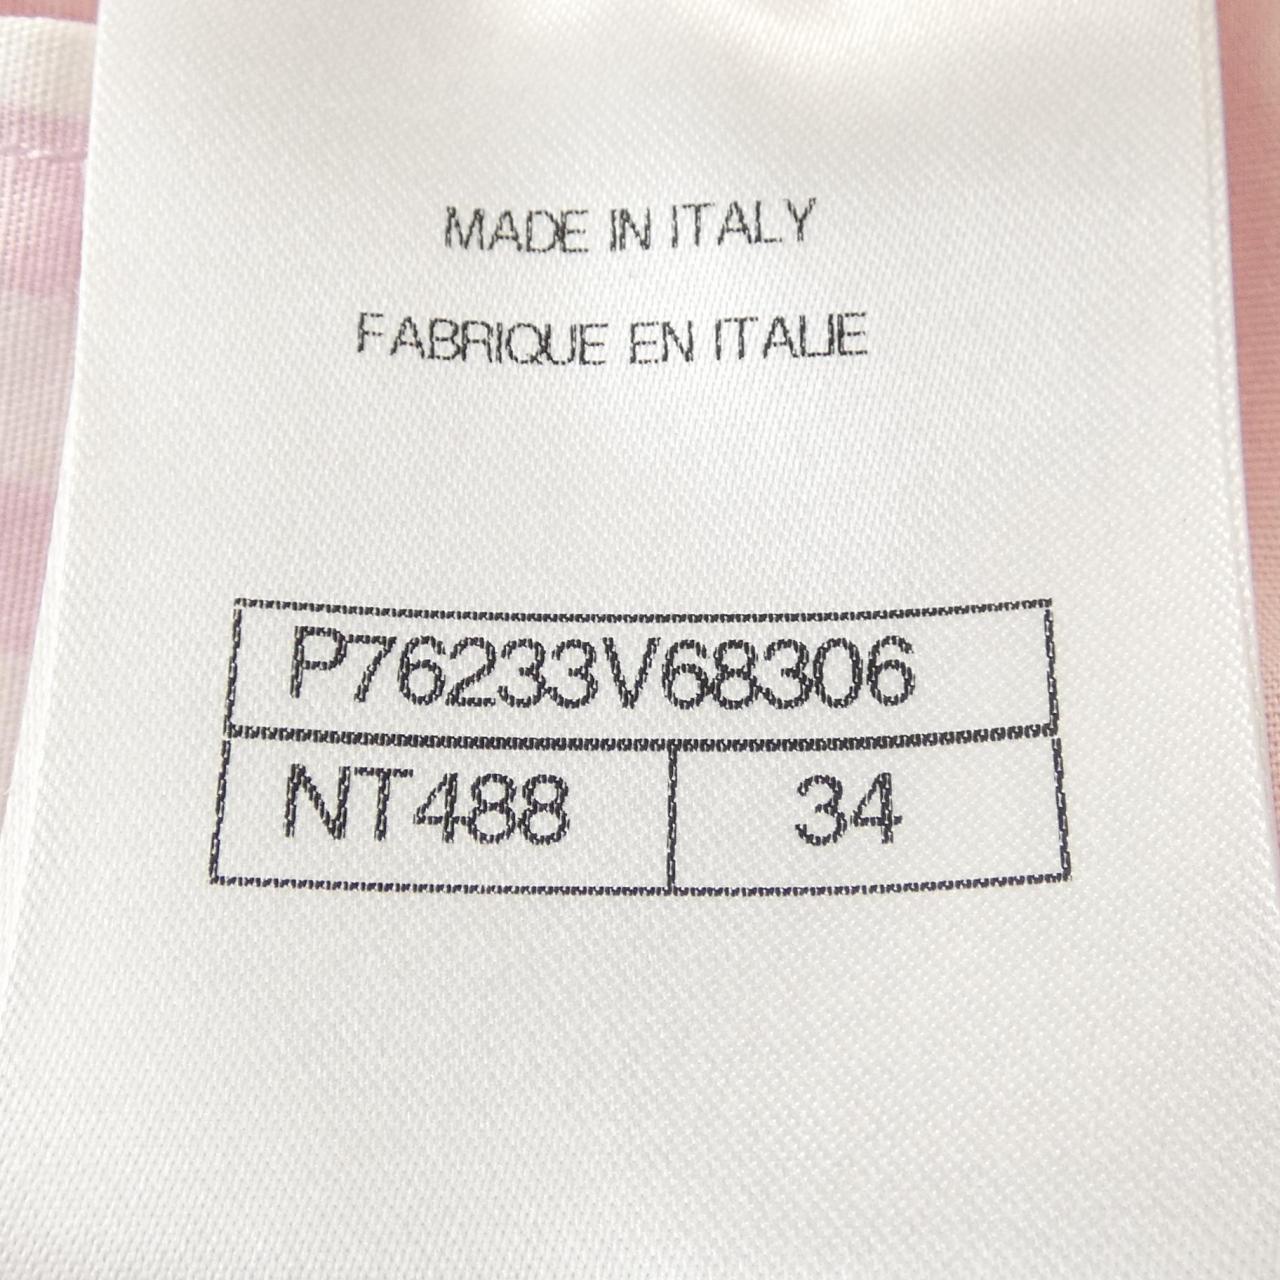 MADE IN ITALY
FABRIQUE EN ITALIE
P76233V68306
NT488 34